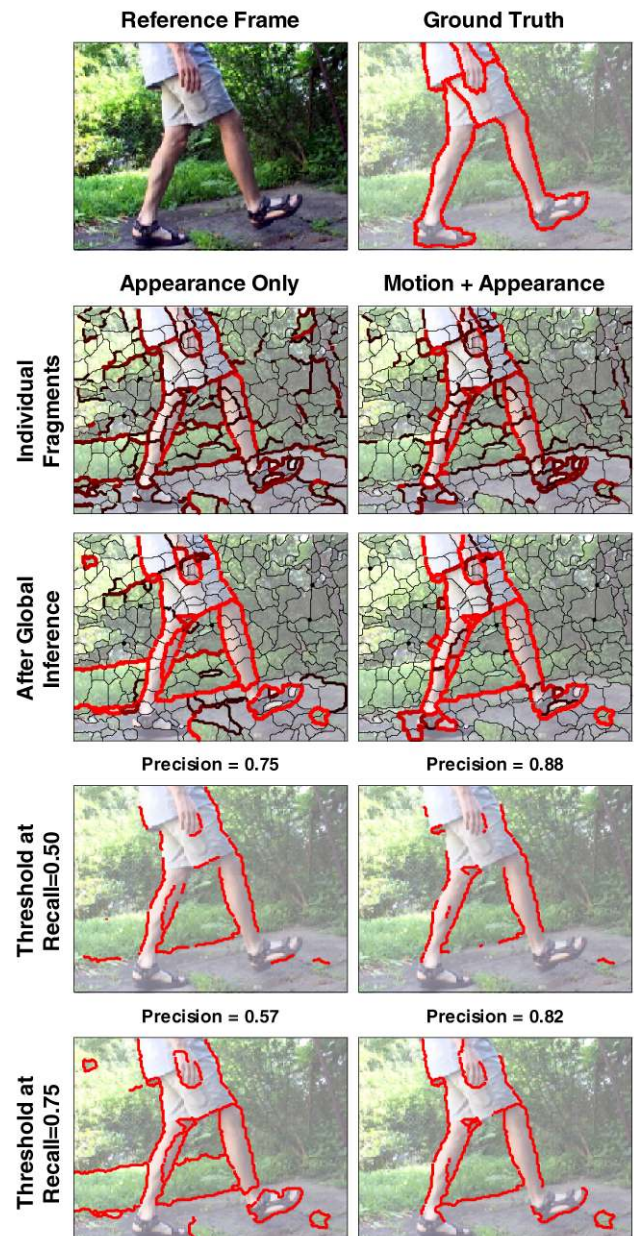 Reference Frame
Ground Truth
Appearance Only
Motion + Appearance
Individual
Fragments
After Global
Inference
Precision = 0.75
Precision = 0.88
Threshold at
Recall=0.50
Precision = 0.57
Precision = 0.82
Threshold at
Recall=0.75